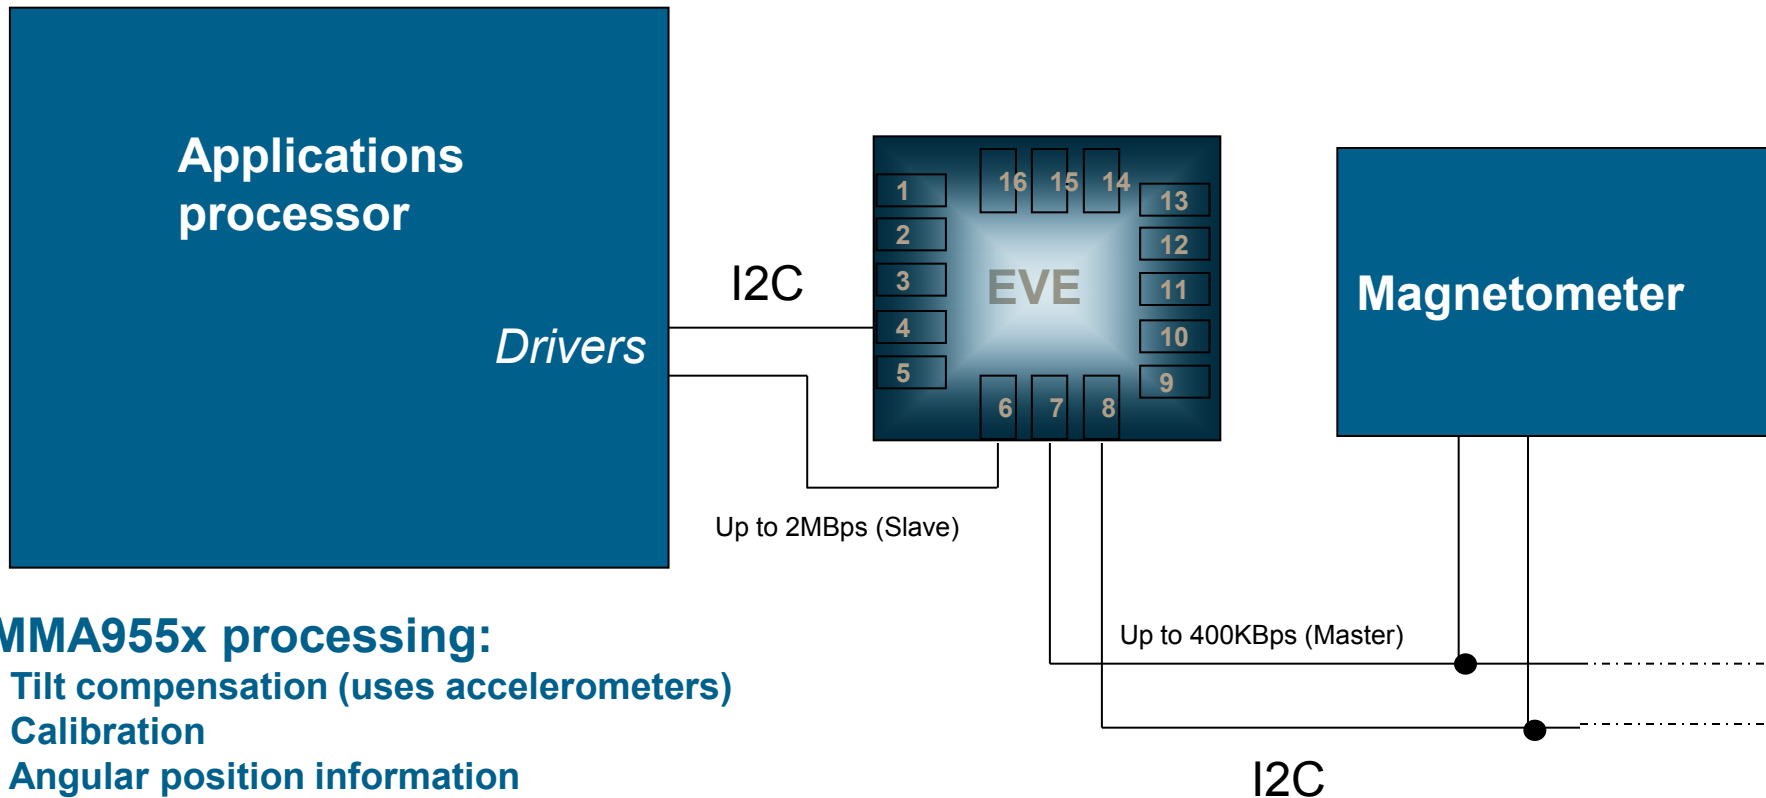 Applications
processor
Drivers
I2C
1
2
3
4
5
16 15 14
EVE
13
12
11
10
9
6 7 8
Magnetometer
Up to 2MBps (Slave)
Up to 400KBps (Master)
I2C
MMA955x processing:
Tilt compensation (uses accelerometers)
Calibration
Angular position information